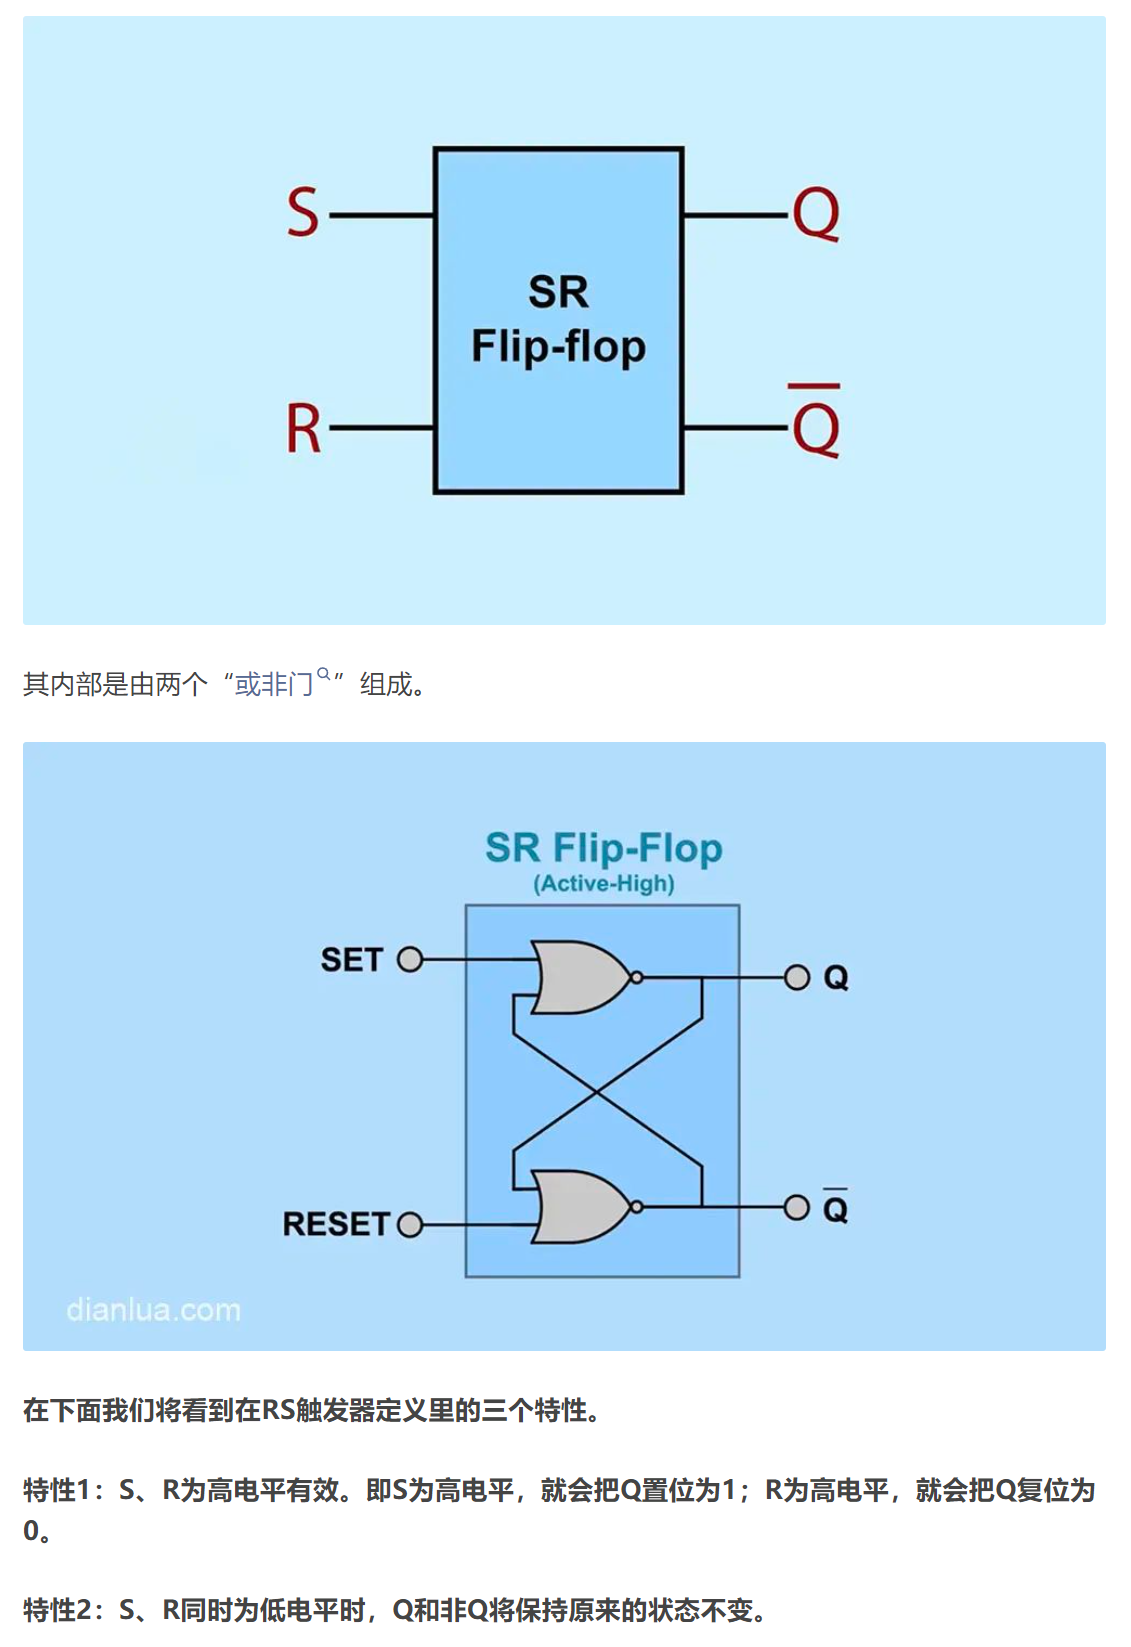 S
Q
SR
Flip-flop
R
Q̅
其内部是由两个“或非门”组成。
SR Flip-Flop
(Active-High)
SET
Q
RESET
Q̅
dianlua.com
在下面我们将看到在RS触发器定义里的三个特性。
特性1：S、R为高电平有效。即S为高电平，就会把Q置位为1；R为高电平，就会把Q复位为
0。
特性2：S、R同时为低电平时，Q和非Q将保持原来的状态不变。